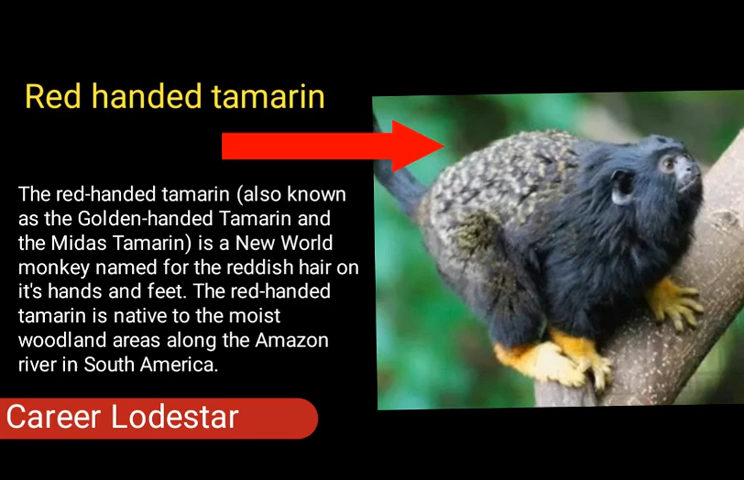 Red handed tamarin
The red-handed tamarin (also known
as the Golden-handed Tamarin and
the Midas Tamarin) is a New World
monkey named for the reddish hair on
it's hands and feet. The red-handed
tamarin is native to the moist
woodland areas along the Amazon
river in South America.
Career Lodestar